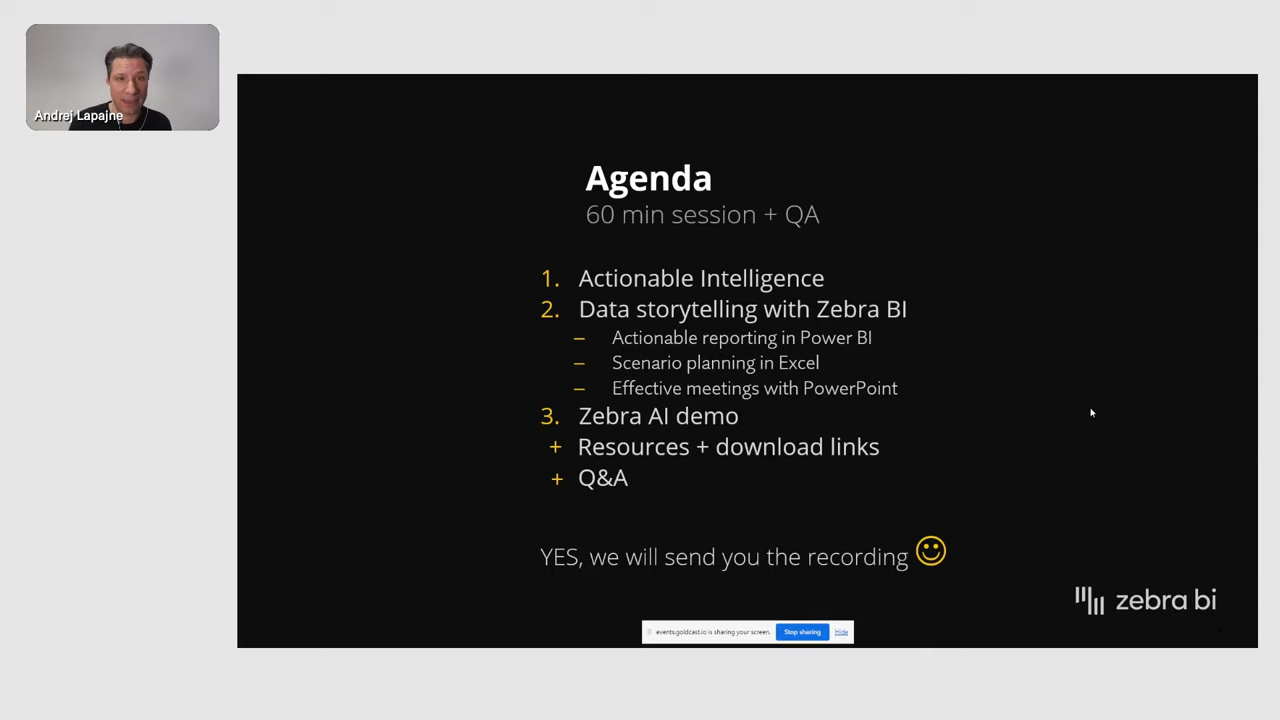 Andrej Lapajne
Agenda
60 min session + QA
1. Actionable Intelligence
2. Data storytelling with Zebra BI
– Actionable reporting in Power BI
– Scenario planning in Excel
– Effective meetings with PowerPoint
3. Zebra AI demo
+ Resources + download links
+ Q&A
YES, we will send you the recording
zebra bi
events.goldcast.io is sharing your screen. Stop sharing Hide